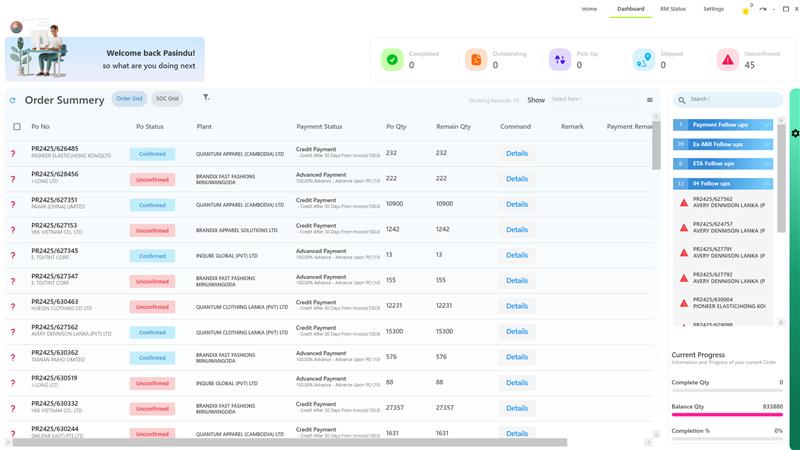 Home Dashboard RM Status Settings 0
Welcome back Pasindu!
so what are you doing next
Completed
0
Outstanding
0
Pick-Up
0
Shipped
0
Unconfirmed
45
Order Summery Order Grid SOC Grid
Showing Records: 10 Show Select here !
Po No Po Status Plant Payment Status Po Qty Remain Qty Command Remark Payment Remar
? PR2425/626485
PIONEER ELASTIC(HONG KONG)LTD
Confirmed QUANTUM APPAREL (CAMBODIA) LTD
Credit Payment
- Credit After 30 Days From Invoice(100.0
232 232 Details
? PR2425/628456
J-LONG LTD
Unconfirmed BRANDIX FAST FASHIONS
MINUWANGODA
Advanced Payment
100.00% Advance - Advance Upon PO (10
222 222 Details
? PR2425/627351
PAXAR (CHINA) LIMITED
Confirmed QUANTUM APPAREL (CAMBODIA) LTD
Credit Payment
- Credit After 30 Days From Invoice(100.0
10900 10900 Details
? PR2425/627153
YKK VIETNAM CO., LTD
Unconfirmed BRANDIX APPAREL SOLUTIONS LTD
Credit Payment
- Credit After 30 Days From Invoice(100.0
1242 1242 Details
? PR2425/627345
E. TEXTINT CORP.
Confirmed INQUBE GLOBAL (PVT) LTD
Advanced Payment
100.00% Advance - Advance Upon PO (10
13 13 Details
? PR2425/627347
E. TEXTINT CORP.
Unconfirmed BRANDIX FAST FASHIONS
MINUWANGODA
Advanced Payment
100.00% Advance - Advance Upon PO (10
155 155 Details
? PR2425/630463
HUEQIN CLOTHING CO LTD
Unconfirmed QUANTUM CLOTHING LANKA (PVT) LTD
Credit Payment
- Credit After 30 Days From Invoice(100.0
12231 12231 Details
? PR2425/627562
AVERY DENNISON LANKA (PVT) LTD
Confirmed QUANTUM CLOTHING LANKA (PVT) LTD
Credit Payment
- Credit After 30 Days From Invoice(100.0
15300 15300 Details
? PR2425/630362
TAIWAN PAIHO LIMITED
Confirmed BRANDIX FAST FASHIONS
MINUWANGODA
Advanced Payment
100.00% Advance - Advance Upon PO (10
576 576 Details
? PR2425/630519
J-LONG LTD
Unconfirmed INQUBE GLOBAL (PVT) LTD
Advanced Payment
100.00% Advance - Advance Upon PO (10
88 88 Details
? PR2425/630332
YKK VIETNAM CO., LTD
Unconfirmed BRANDIX FAST FASHIONS
MINUWANGODA
Credit Payment
- Credit After 30 Days From Invoice(100.0
27357 27357 Details
? PR2425/630244
SML(FAR EAST) PTE.LTD
Unconfirmed QUANTUM APPAREL (CAMBODIA) LTD
Credit Payment
- Credit After 30 Days From Invoice(100.0
1631 1631 Details
Search !
7 Payment Follow ups
70 Ex-Mill Follow ups
0 ETA Follow ups
12 IH Follow ups
PR2425/627562
AVERY DENNISON LANKA (P
PR2425/624757
AVERY DENNISON LANKA (P
PR2425/627791
AVERY DENNISON LANKA (P
PR2425/627792
AVERY DENNISON LANKA (P
PR2425/630004
PIONEER ELASTIC(HONG KO
PR2425/629088
Current Progress
Information and Progress of your current Order
Complete Qty 0
Balance Qty 833880
Completion % 0%